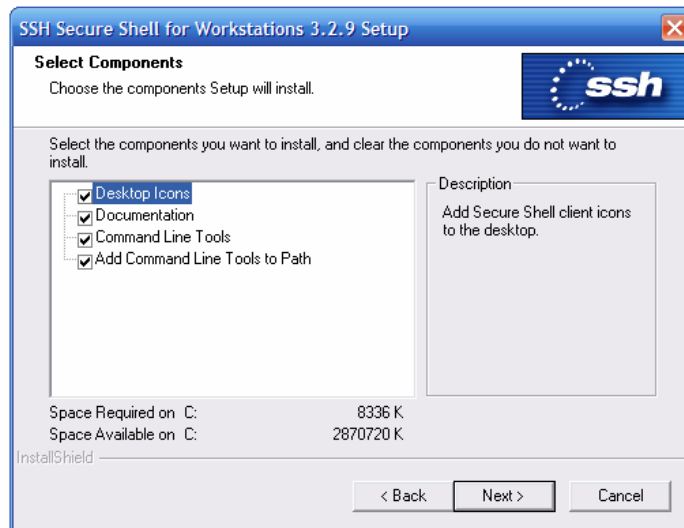 SSH Secure Shell for Workstations 3.2.9 Setup
Select Components
Choose the components Setup will install.
ssh
Select the components you want to install, and clear the components you do not want to
install.
Desktop Icons
Documentation
Command Line Tools
Add Command Line Tools to Path
Description
Add Secure Shell client icons
to the desktop.
Space Required on C: 8336 K
Space Available on C: 2870720 K
InstallShield
< Back Next > Cancel